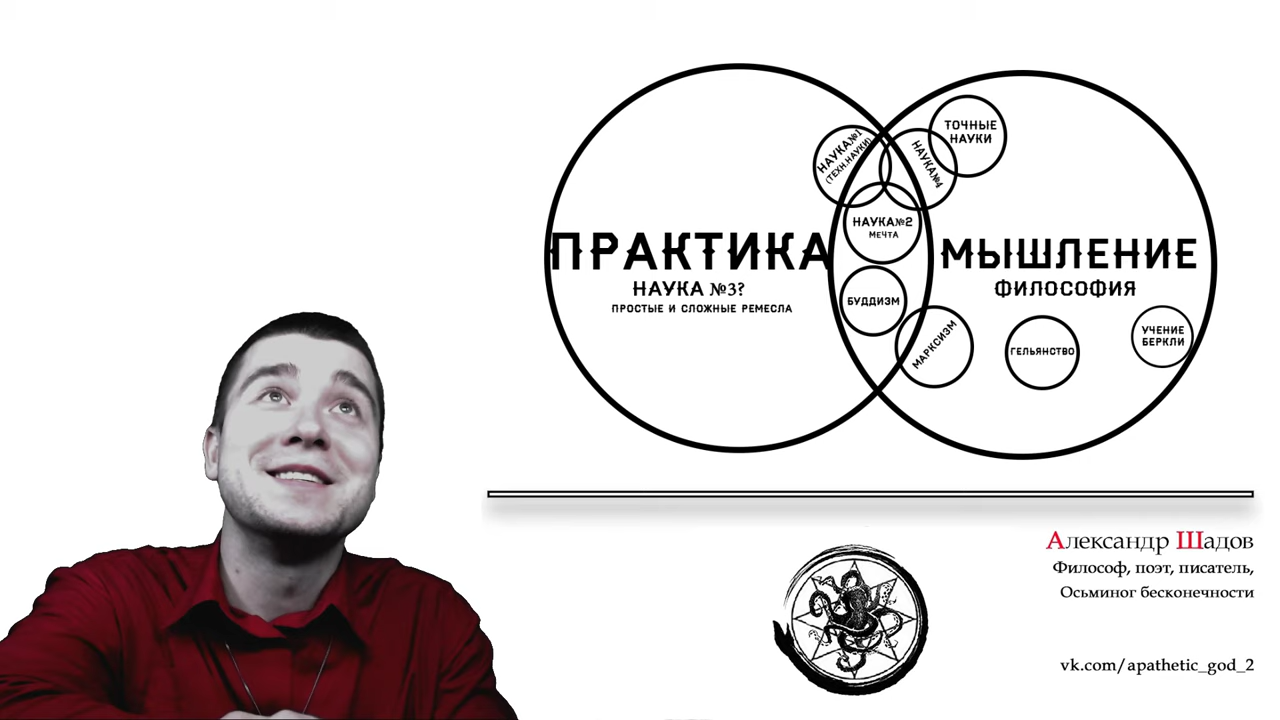 ТОЧНЫЕ
НАУКИ
НАУКА№1
(ТЕХН.НАУКИ)
НАУКА№4
НАУКА№2
МЕЧТА
ПРАКТИКА
НАУКА №3?
ПРОСТЫЕ И СЛОЖНЫЕ РЕМЕСЛА
МЫШЛЕНИЕ
ФИЛОСОФИЯ
БУДДИЗМ
МАРКСИЗМ
ГЕЛЬЯНСТВО
УЧЕНИЕ
БЕРКЛИ
Александр Шадов
Философ, поэт, писатель,
Осьминог бесконечности
vk.com/apathetic_god_2